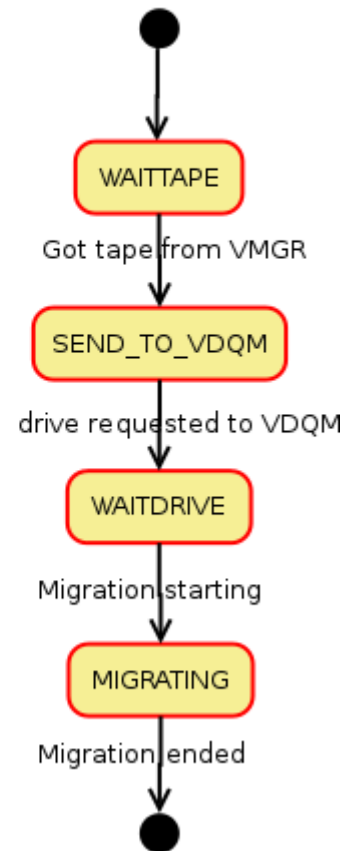 WAITTAPE
Got tape from VMGR
SEND_TO_VDQM
drive requested to VDQM
WAITDRIVE
Migration starting
MIGRATING
Migration ended